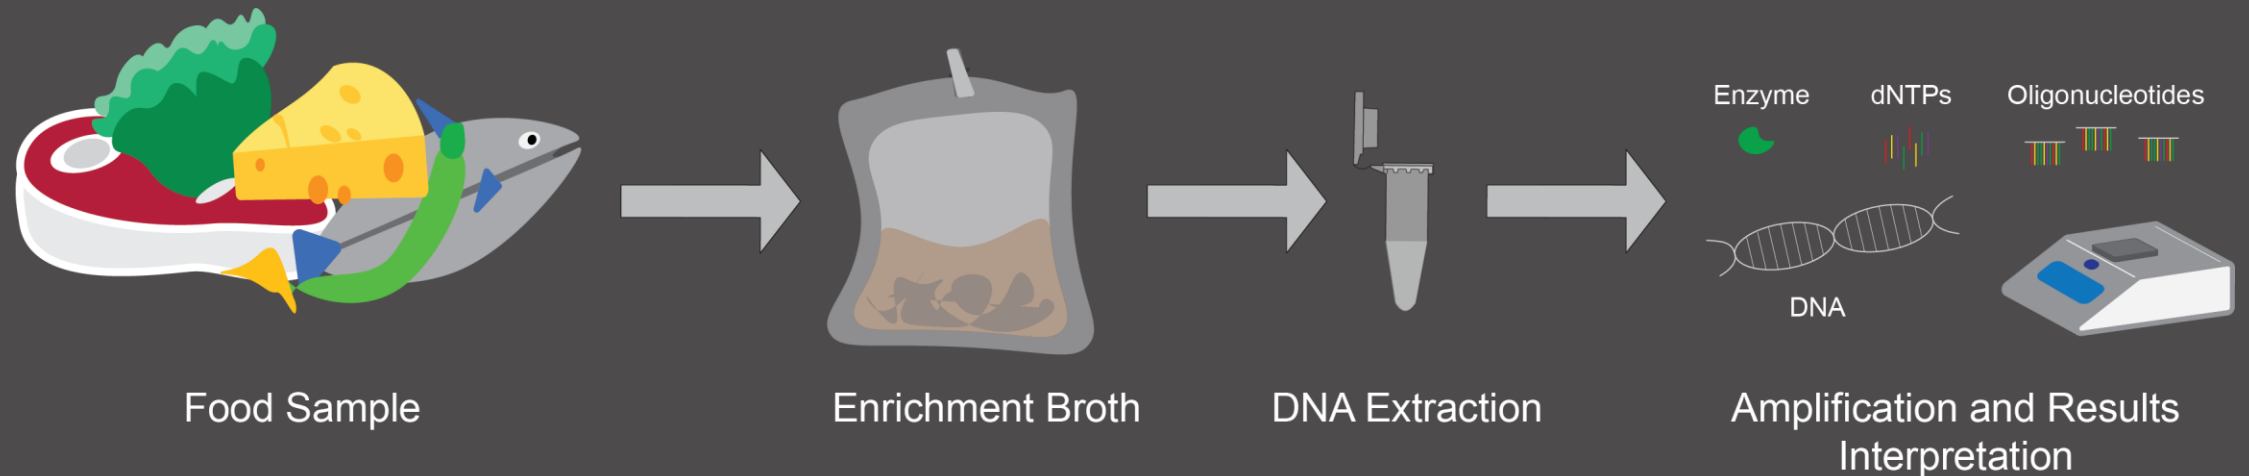 Enzyme
dNTPs
Oligonucleotides
DNA
Food Sample
Enrichment Broth
DNA Extraction
Amplification and Results
Interpretation